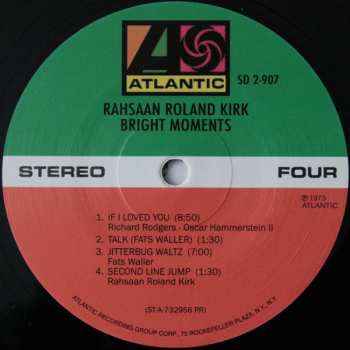 ATLANTIC
SD 2-907
RAHSAAN ROLAND KIRK
BRIGHT MOMENTS
STEREO
FOUR
℗ 1973
ATLANTIC
1. IF I LOVED YOU (8:50)
Richard Rodgers - Oscar Hammerstein II
2. TALK (FATS WALLER) (1:30)
3. JITTERBUG WALTZ (7:00)
Fats Waller
4. SECOND LINE JUMP (1:30)
Rahsaan Roland Kirk
(ST-A-732956 PR)
ATLANTIC RECORDING GROUP CORP., 75 ROCKEFELLER PLAZA, N.Y., N.Y.